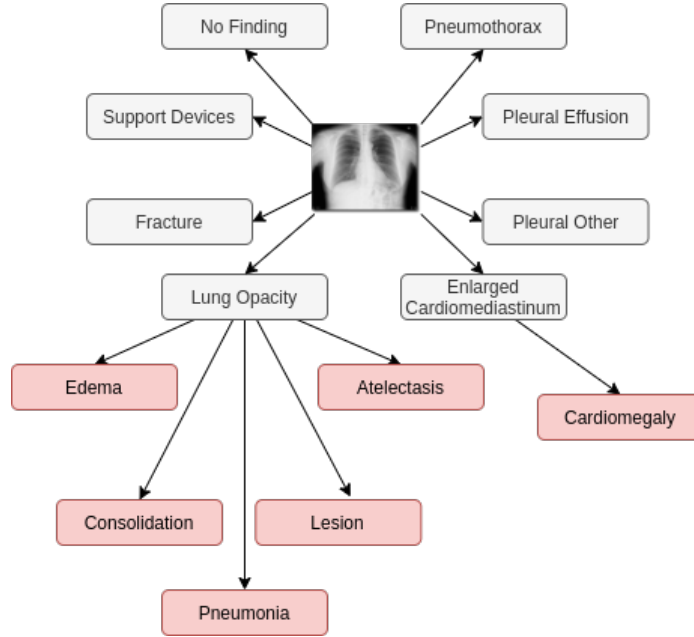 No Finding
Pneumothorax
Support Devices
Pleural Effusion
Fracture
Pleural Other
Lung Opacity
Enlarged
Cardiomediastinum
Edema
Atelectasis
Cardiomegaly
Consolidation
Lesion
Pneumonia